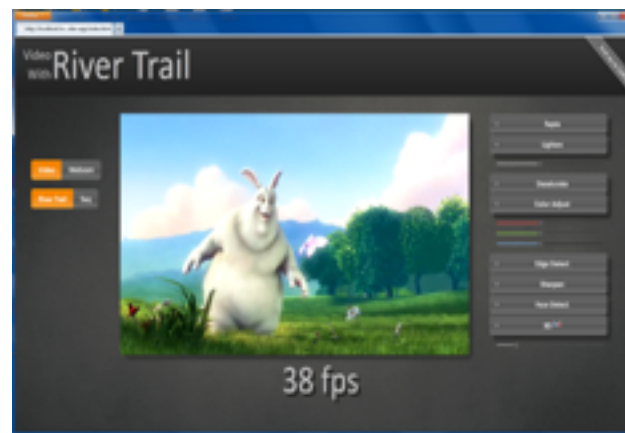 Video
With
River Trail
Video
Webcam
River Trail
Seq
Sepia
Lighten
Desaturate
Color Adjust
Edge Detect
Sharpen
Face Detect
38 fps